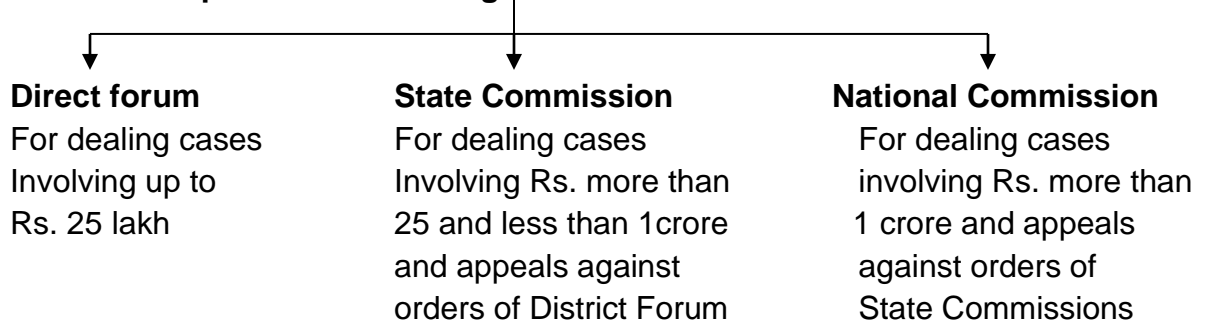 Direct forum
For dealing cases
Involving up to
Rs. 25 lakh
State Commission
For dealing cases
Involving Rs. more than
25 and less than 1crore
and appeals against
orders of District Forum
National Commission
For dealing cases
involving Rs. more than
1 crore and appeals
against orders of
State Commissions